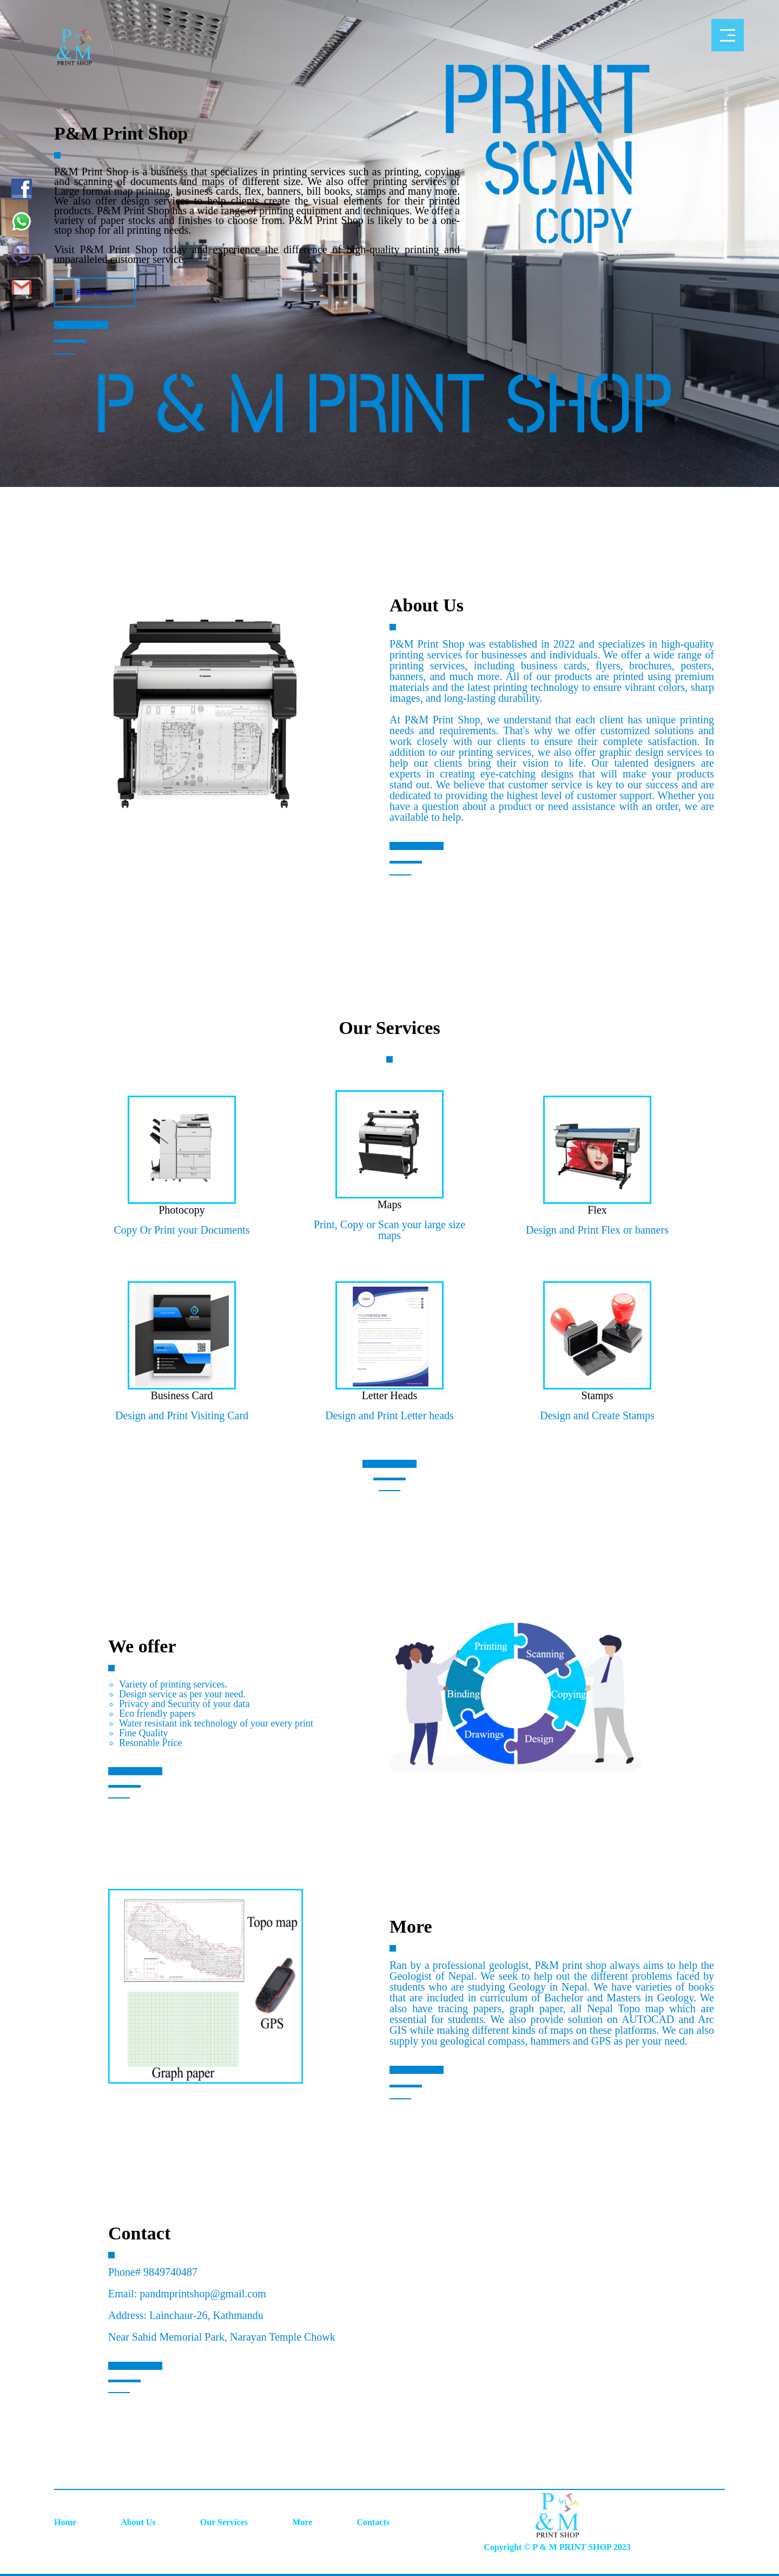 P
&M
PRINT SHOP
PRINT
SCAN
COPY
P&M Print Shop
P&M Print Shop is a business that specializes in printing services such as printing, copying
and scanning of documents and maps of different size. We also offer printing services of
Large format map printing, business cards, flex, banners, bill books, stamps and many more.
We also offer design services to help clients create the visual elements for their printed
products. P&M Print Shop has a wide range of printing equipment and techniques. We offer a
variety of paper stocks and finishes to choose from. P&M Print Shop is likely to be a one-
stop shop for all printing needs.
Visit P&M Print Shop today and experience the difference of high-quality printing and
unparalleled customer service.
P & M PRINT SHOP
About Us
P&M Print Shop was established in 2022 and specializes in high-quality
printing services for businesses and individuals. We offer a wide range of
printing services, including business cards, flyers, brochures, posters,
banners, and much more. All of our products are printed using premium
materials and the latest printing technology to ensure vibrant colors, sharp
images, and long-lasting durability.
At P&M Print Shop, we understand that each client has unique printing
needs and requirements. That's why we offer customized solutions and
work closely with our clients to ensure their complete satisfaction. In
addition to our printing services, we also offer graphic design services to
help our clients bring their vision to life. Our talented designers are
experts in creating eye-catching designs that will make your products
stand out. We believe that customer service is key to our success and are
dedicated to providing the highest level of customer support. Whether you
have a question about a product or need assistance with an order, we are
available to help.
Our Services
Photocopy
Copy Or Print your Documents
Maps
Print, Copy or Scan your large size
maps
Flex
Design and Print Flex or banners
Business Card
Design and Print Visiting Card
Letter Heads
Design and Print Letter heads
Stamps
Design and Create Stamps
We offer
Variety of printing services.
Design service as per your need.
Privacy and Security of your data
Eco friendly papers
Water resistant ink technology of your every print
Fine Quality
Resonable Price
Printing
Scanning
Binding
Copying
Drawings
Design
Topo map
GPS
Graph paper
More
Ran by a professional geologist, P&M print shop always aims to help the
Geologist of Nepal. We seek to help out the different problems faced by
students who are studying Geology in Nepal. We have varieties of books
that are included in curriculum of Bachelor and Masters in Geology. We
also have tracing papers, graph paper, all Nepal Topo map which are
essential for students. We also provide solution on AUTOCAD and Arc
GIS while making different kinds of maps on these platforms. We can also
supply you geological compass, hammers and GPS as per your need.
Contact
Phone# 9849740487
Email: pandmprintshop@gmail.com
Address: Lainchaur-26, Kathmandu
Near Sahid Memorial Park, Narayan Temple Chowk
Home
About Us
Our Services
More
Contacts
P
&M
PRINT SHOP
Copyright © P & M PRINT SHOP 2023